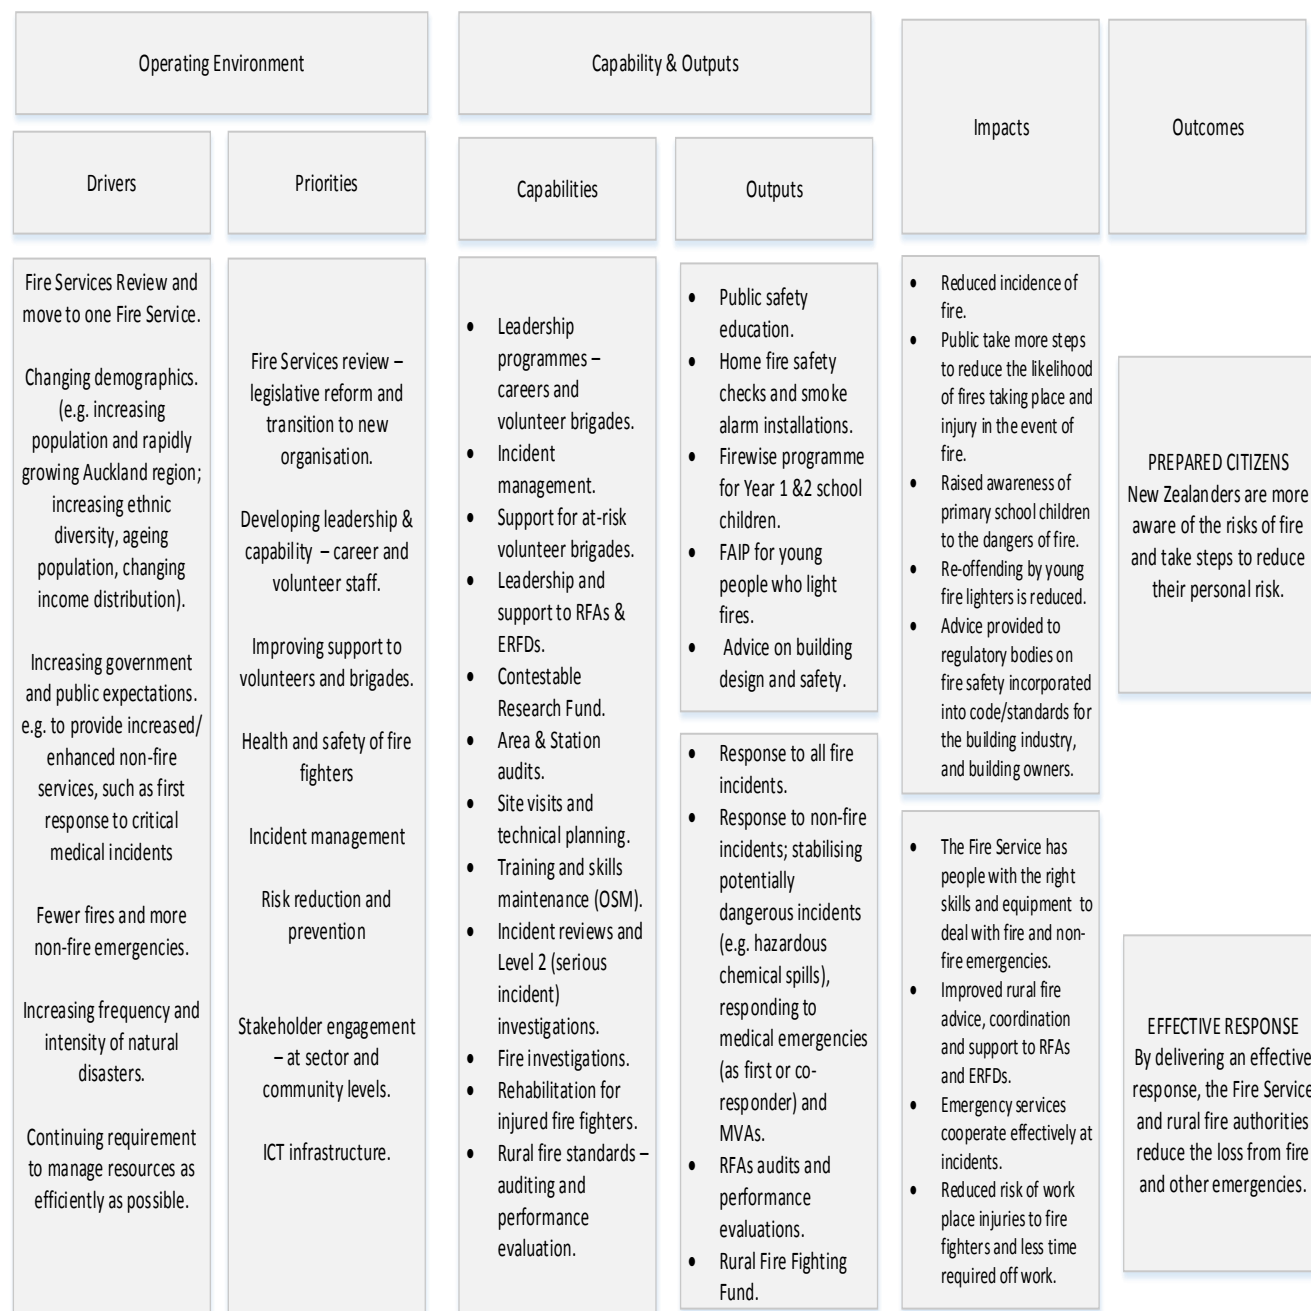 Operating Environment
Capability & Outputs
Impacts
Outcomes
Drivers
Priorities
Capabilities
Outputs
Fire Services Review and
move to one Fire Service.
Changing demographics.
(e.g. increasing
population and rapidly
growing Auckland region;
increasing ethnic
diversity, ageing
population, changing
income distribution).
Increasing government
and public expectations.
e.g. to provide increased/
enhanced non-fire
services, such as first
response to critical
medical incidents
Fewer fires and more
non-fire emergencies.
Increasing frequency and
intensity of natural
disasters.
Continuing requirement
to manage resources as
efficiently as possible.
Fire Services review –
legislative reform and
transition to new
organisation.
Developing leadership &
capability – career and
volunteer staff.
Improving support to
volunteers and brigades.
Health and safety of fire
fighters
Incident management
Risk reduction and
prevention
Stakeholder engagement
– at sector and
community levels.
ICT infrastructure.
• Leadership
programmes –
careers and
volunteer brigades.
• Incident
management.
• Support for at-risk
volunteer brigades.
• Leadership and
support to RFAs &
ERFDs.
• Contestable
Research Fund.
• Area & Station
audits.
• Site visits and
technical planning.
• Training and skills
maintenance (OSM).
• Incident reviews and
Level 2 (serious
incident)
investigations.
• Fire investigations.
• Rehabilitation for
injured fire fighters.
• Rural fire standards –
auditing and
performance
evaluation.
• Public safety
education.
• Home fire safety
checks and smoke
alarm installations.
• Firewise programme
for Year 1 &2 school
children.
• FAIP for young
people who light
fires.
• Advice on building
design and safety.
• Response to all fire
incidents.
• Response to non-fire
incidents; stabilising
potentially
dangerous incidents
(e.g. hazardous
chemical spills),
responding to
medical emergencies
(as first or co-
responder) and
MVAs.
• RFAs audits and
performance
evaluations.
• Rural Fire Fighting
Fund.
• Reduced incidence of
fire.
• Public take more steps
to reduce the likelihood
of fires taking place and
injury in the event of
fire.
• Raised awareness of
primary school children
to the dangers of fire.
• Re-offending by young
fire lighters is reduced.
• Advice provided to
regulatory bodies on
fire safety incorporated
into code/standards for
the building industry,
and building owners.
• The Fire Service has
people with the right
skills and equipment to
deal with fire and non-
fire emergencies.
• Improved rural fire
advice, coordination
and support to RFAs
and ERFDs.
• Emergency services
cooperate effectively at
incidents.
• Reduced risk of work
place injuries to fire
fighters and less time
required off work.
PREPARED CITIZENS
New Zealanders are more
aware of the risks of fire
and take steps to reduce
their personal risk.
EFFECTIVE RESPONSE
By delivering an effective
response, the Fire Service
and rural fire authorities
reduce the loss from fire
and other emergencies.